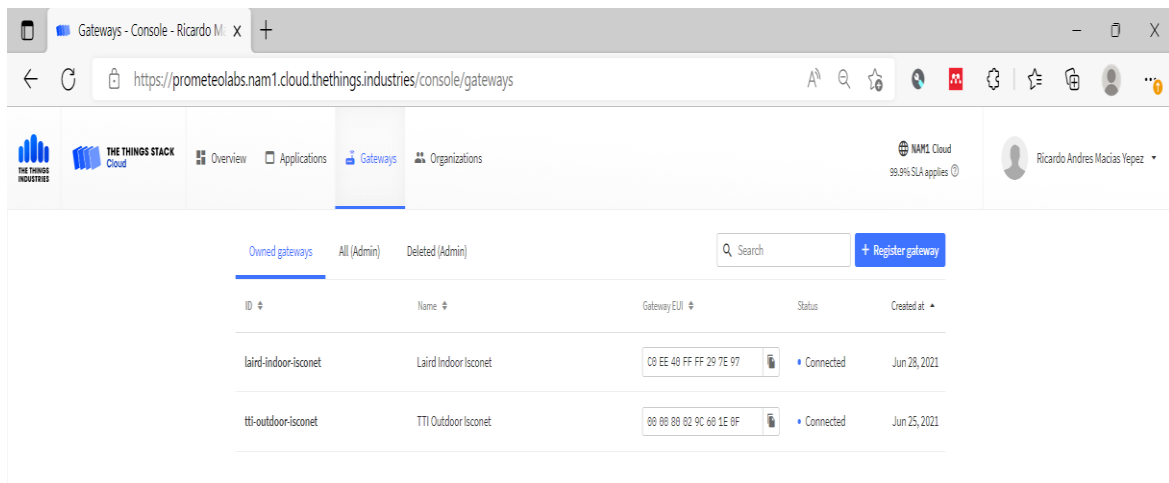 Gateways - Console - Ricardo M
https://prometeolabs.nam1.cloud.thethings.industries/console/gateways
THE THINGS INDUSTRIES
THE THINGS STACK
Cloud
Overview Applications Gateways Organizations
NAM1 Cloud
99.9% SLA applies
Ricardo Andres Macias Yepez
Owned gateways All (Admin) Deleted (Admin)
Search
+ Register gateway
ID Name Gateway EUI Status Created at
laird-indoor-isconet Laird Indoor Isconet C0 EE 40 FF FF 29 7E 97 Connected Jun 28, 2021
tti-outdoor-isconet TTI Outdoor Isconet 00 00 80 02 9C 60 1E 0F Connected Jun 25, 2021